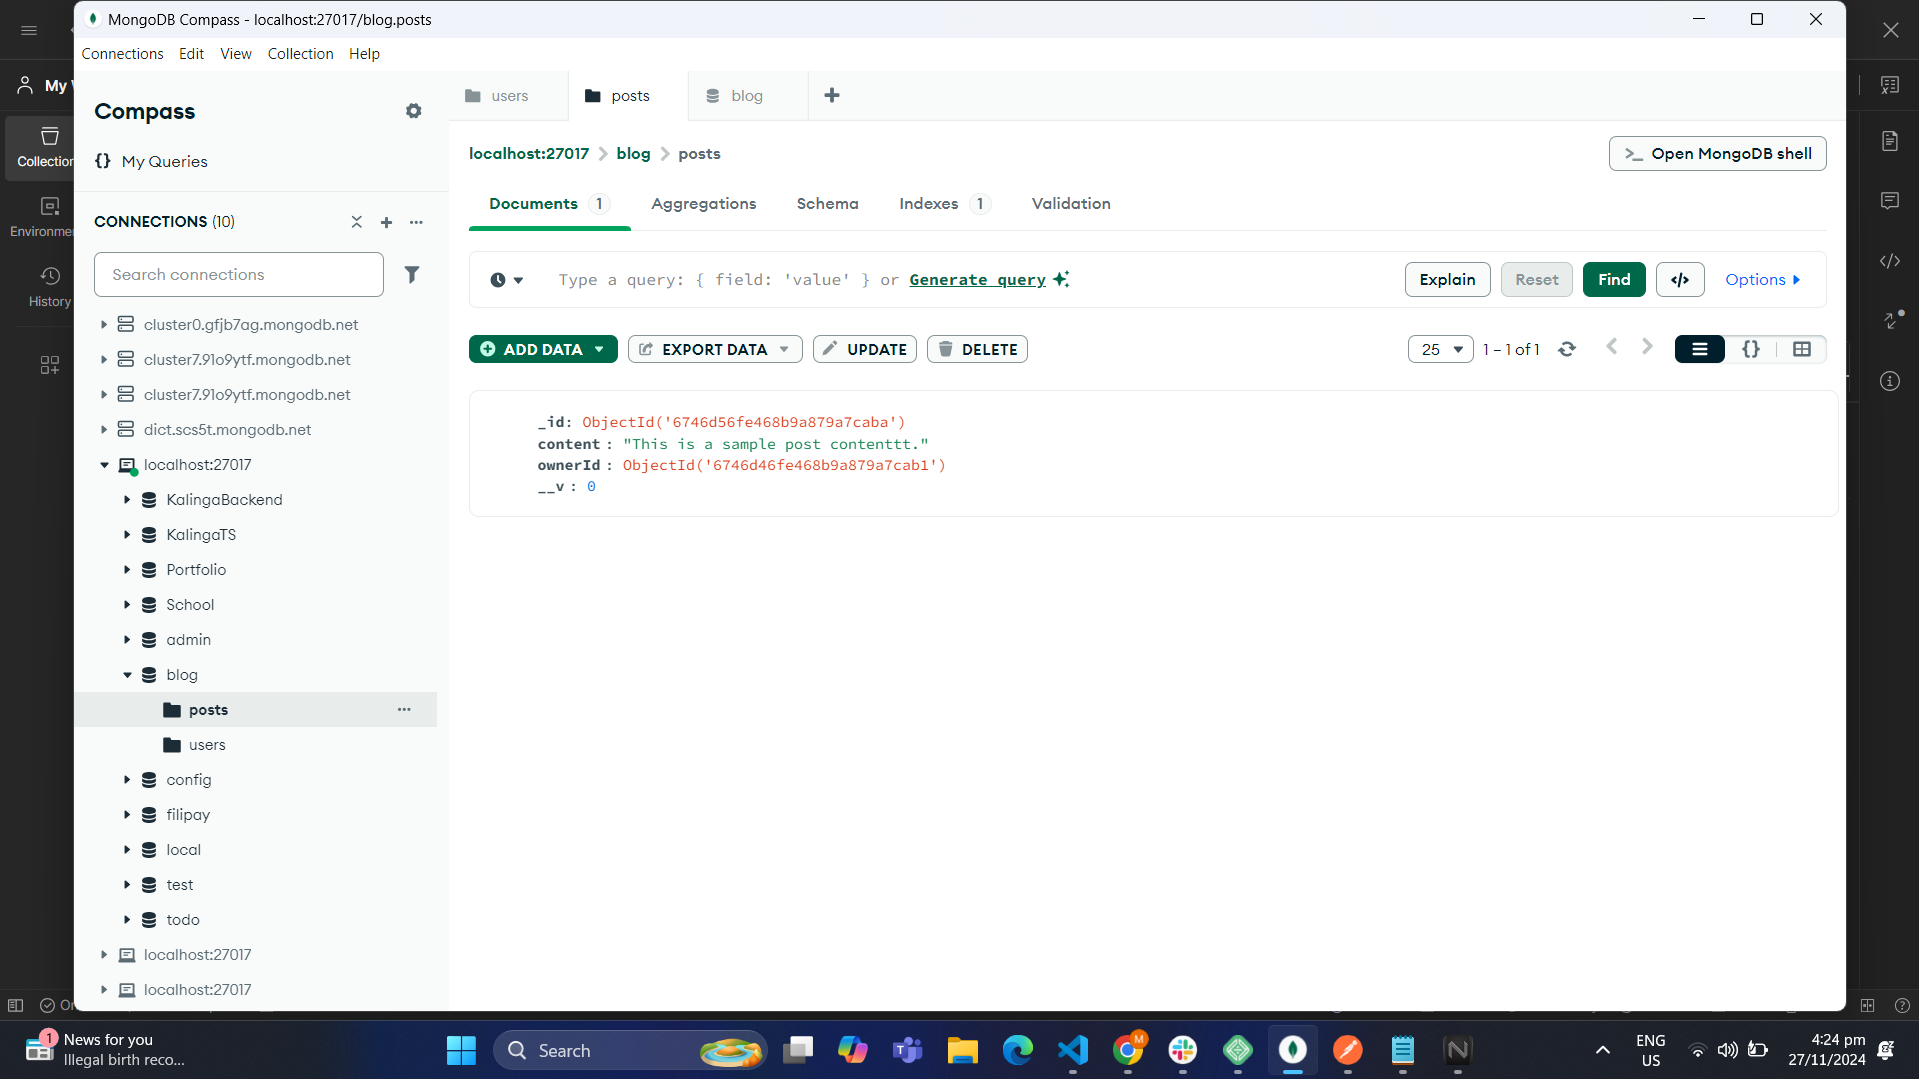 MongoDB Compass - localhost:27017/blog.posts
Connections Edit View Collection Help
My
Collection
Environme
History
Compass
{} My Queries
CONNECTIONS (10)
Search connections
cluster0.gfjb7ag.mongodb.net
cluster7.91o9ytf.mongodb.net
cluster7.91o9ytf.mongodb.net
dict.scs5t.mongodb.net
localhost:27017
KalingaBackend
KalingaTS
Portfolio
School
admin
blog
posts
users
config
filipay
local
test
todo
localhost:27017
localhost:27017
users
posts
blog
localhost:27017 > blog > posts
>_ Open MongoDB shell
Documents 1 Aggregations Schema Indexes 1 Validation
Type a query: { field: 'value' } or Generate query
Explain Reset Find </> Options
ADD DATA EXPORT DATA UPDATE DELETE
25 1 – 1 of 1 {}
_id: ObjectId('6746d56fe468b9a879a7caba')
content : "This is a sample post contenttt."
ownerId : ObjectId('6746d46fe468b9a879a7cab1')
__v : 0
1
News for you
Illegal birth reco...
Search
M
ENG
US
4:24 pm
27/11/2024